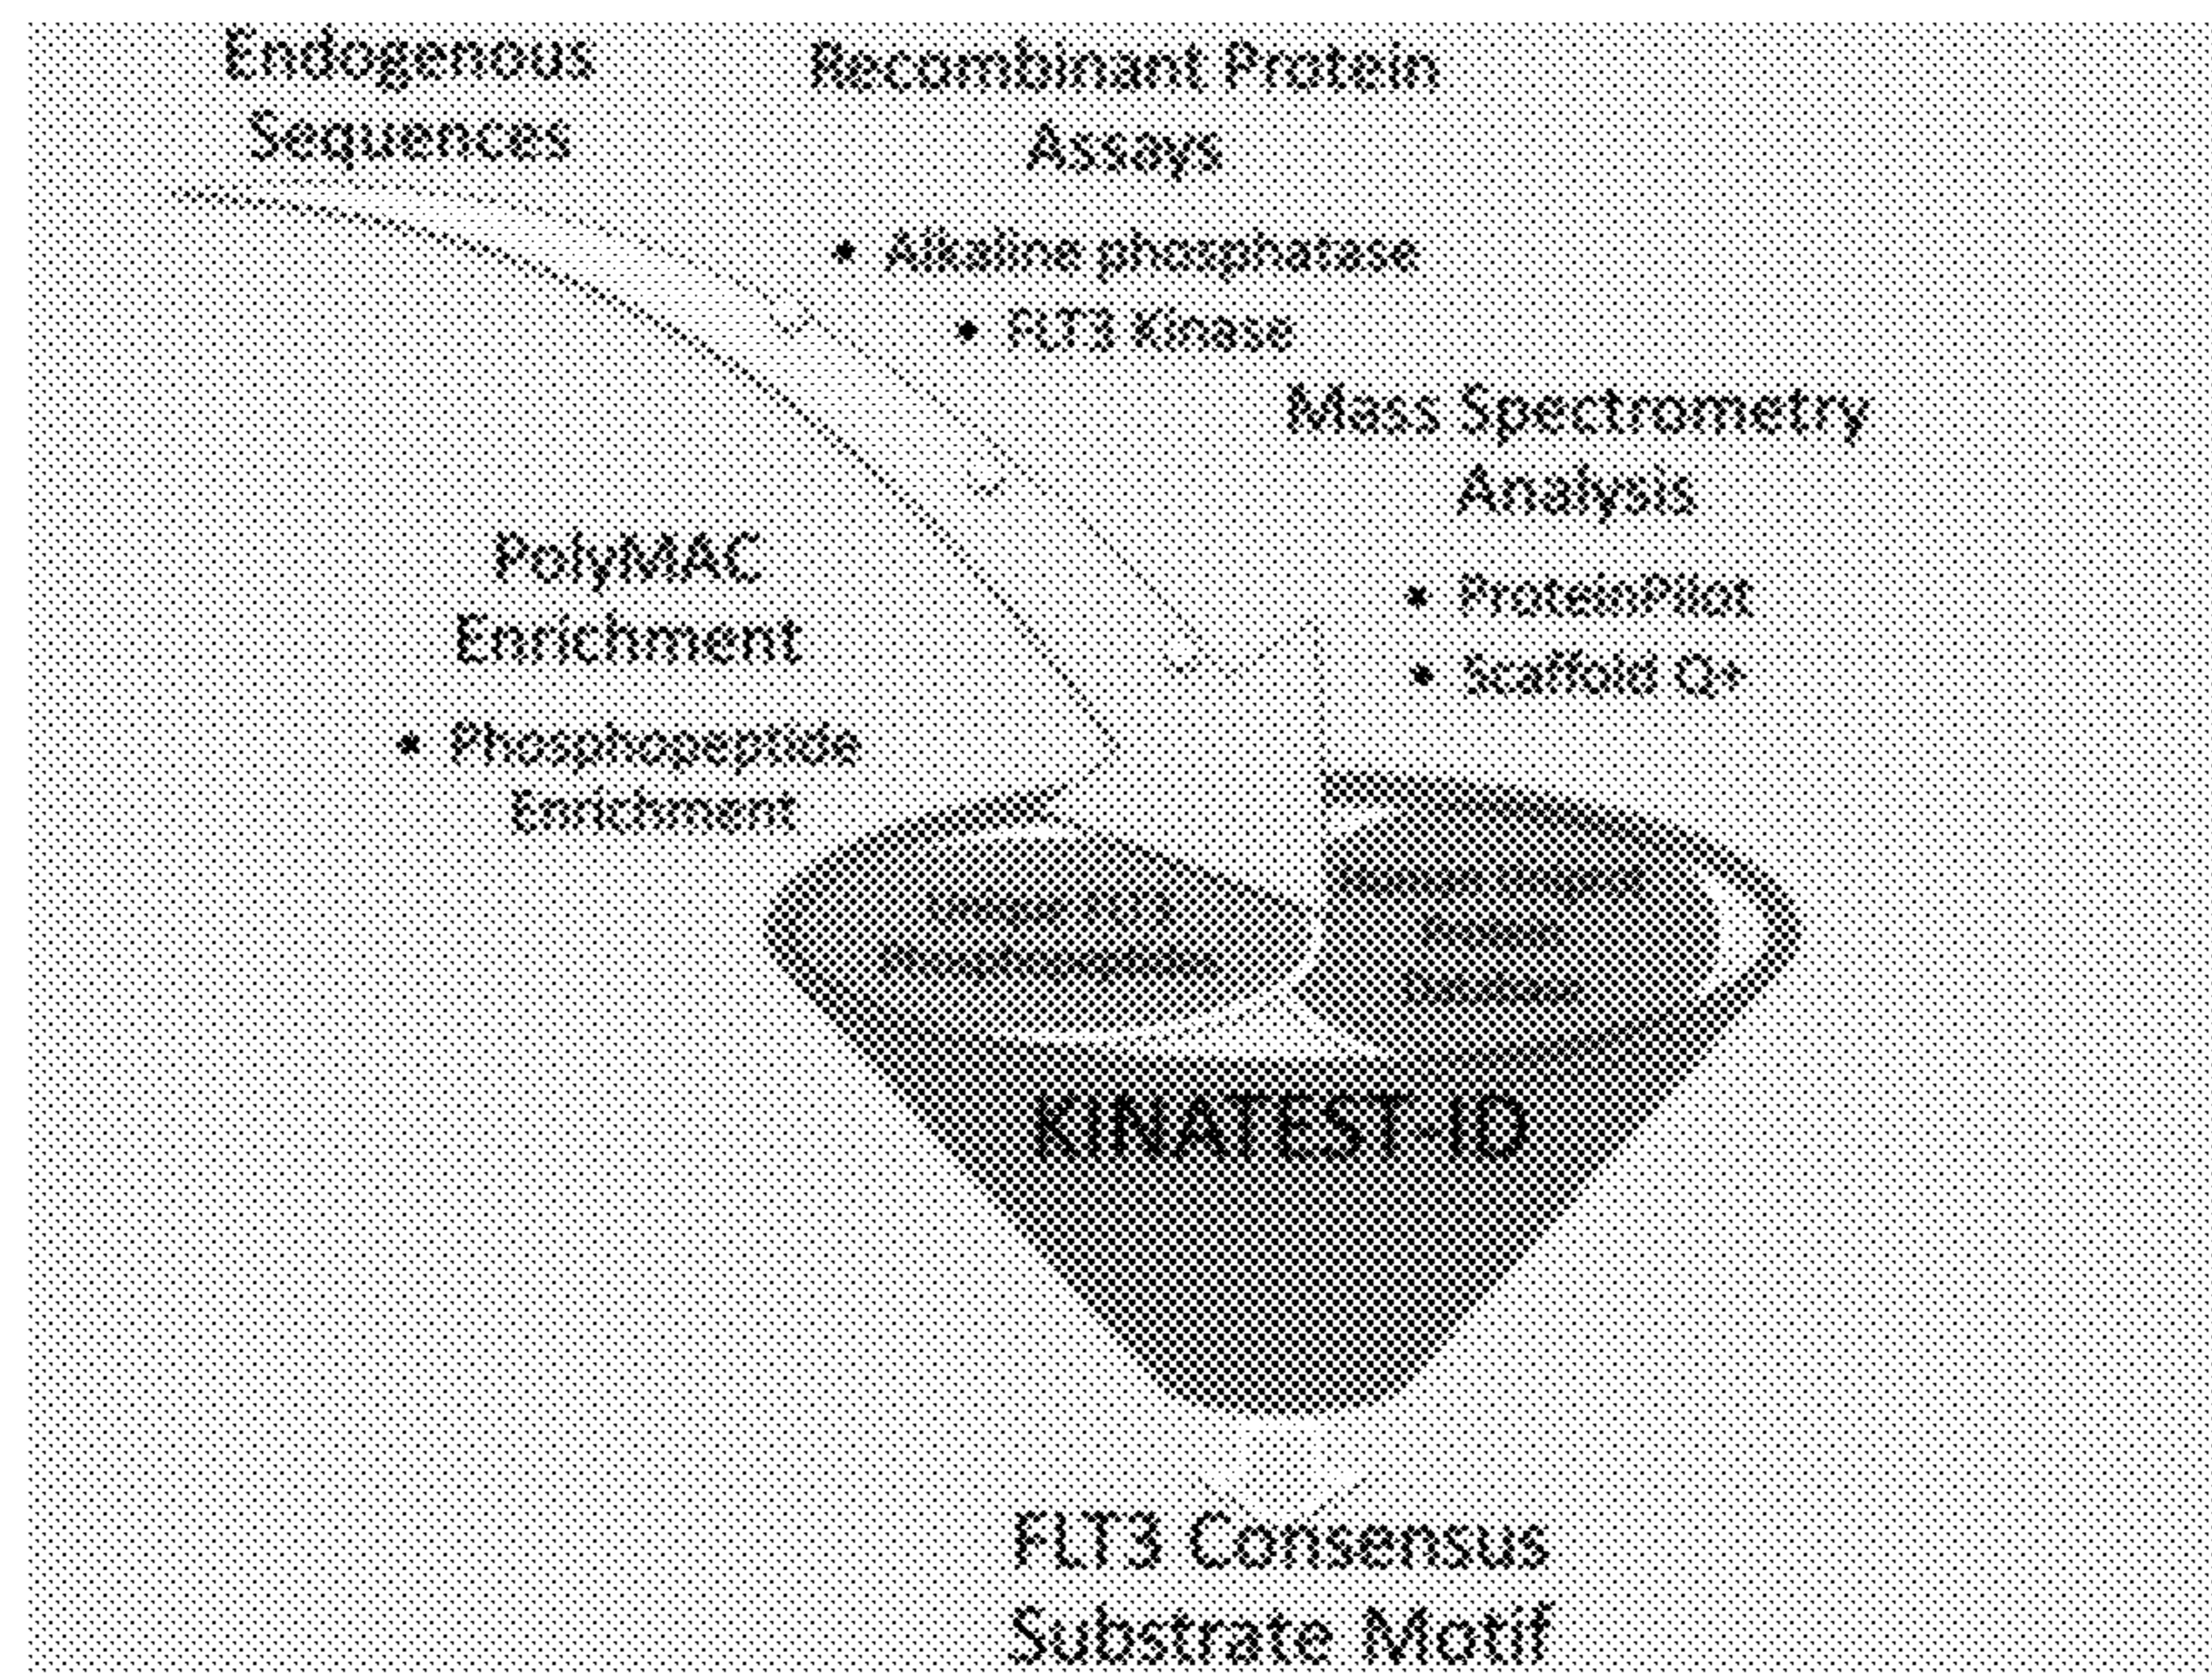 Endogenous
Sequences
Recombinant Protein
Assays
• Alkaline phosphatase
• FLT3 Kinase
Mass Spectrometry
Analysis
• ProteinPilot
• Scaffold Q+
PolyMAC
Enrichment
• Phosphopeptide
Enrichment
KINATEST-ID
FLT3 Consensus
Substrate Motif